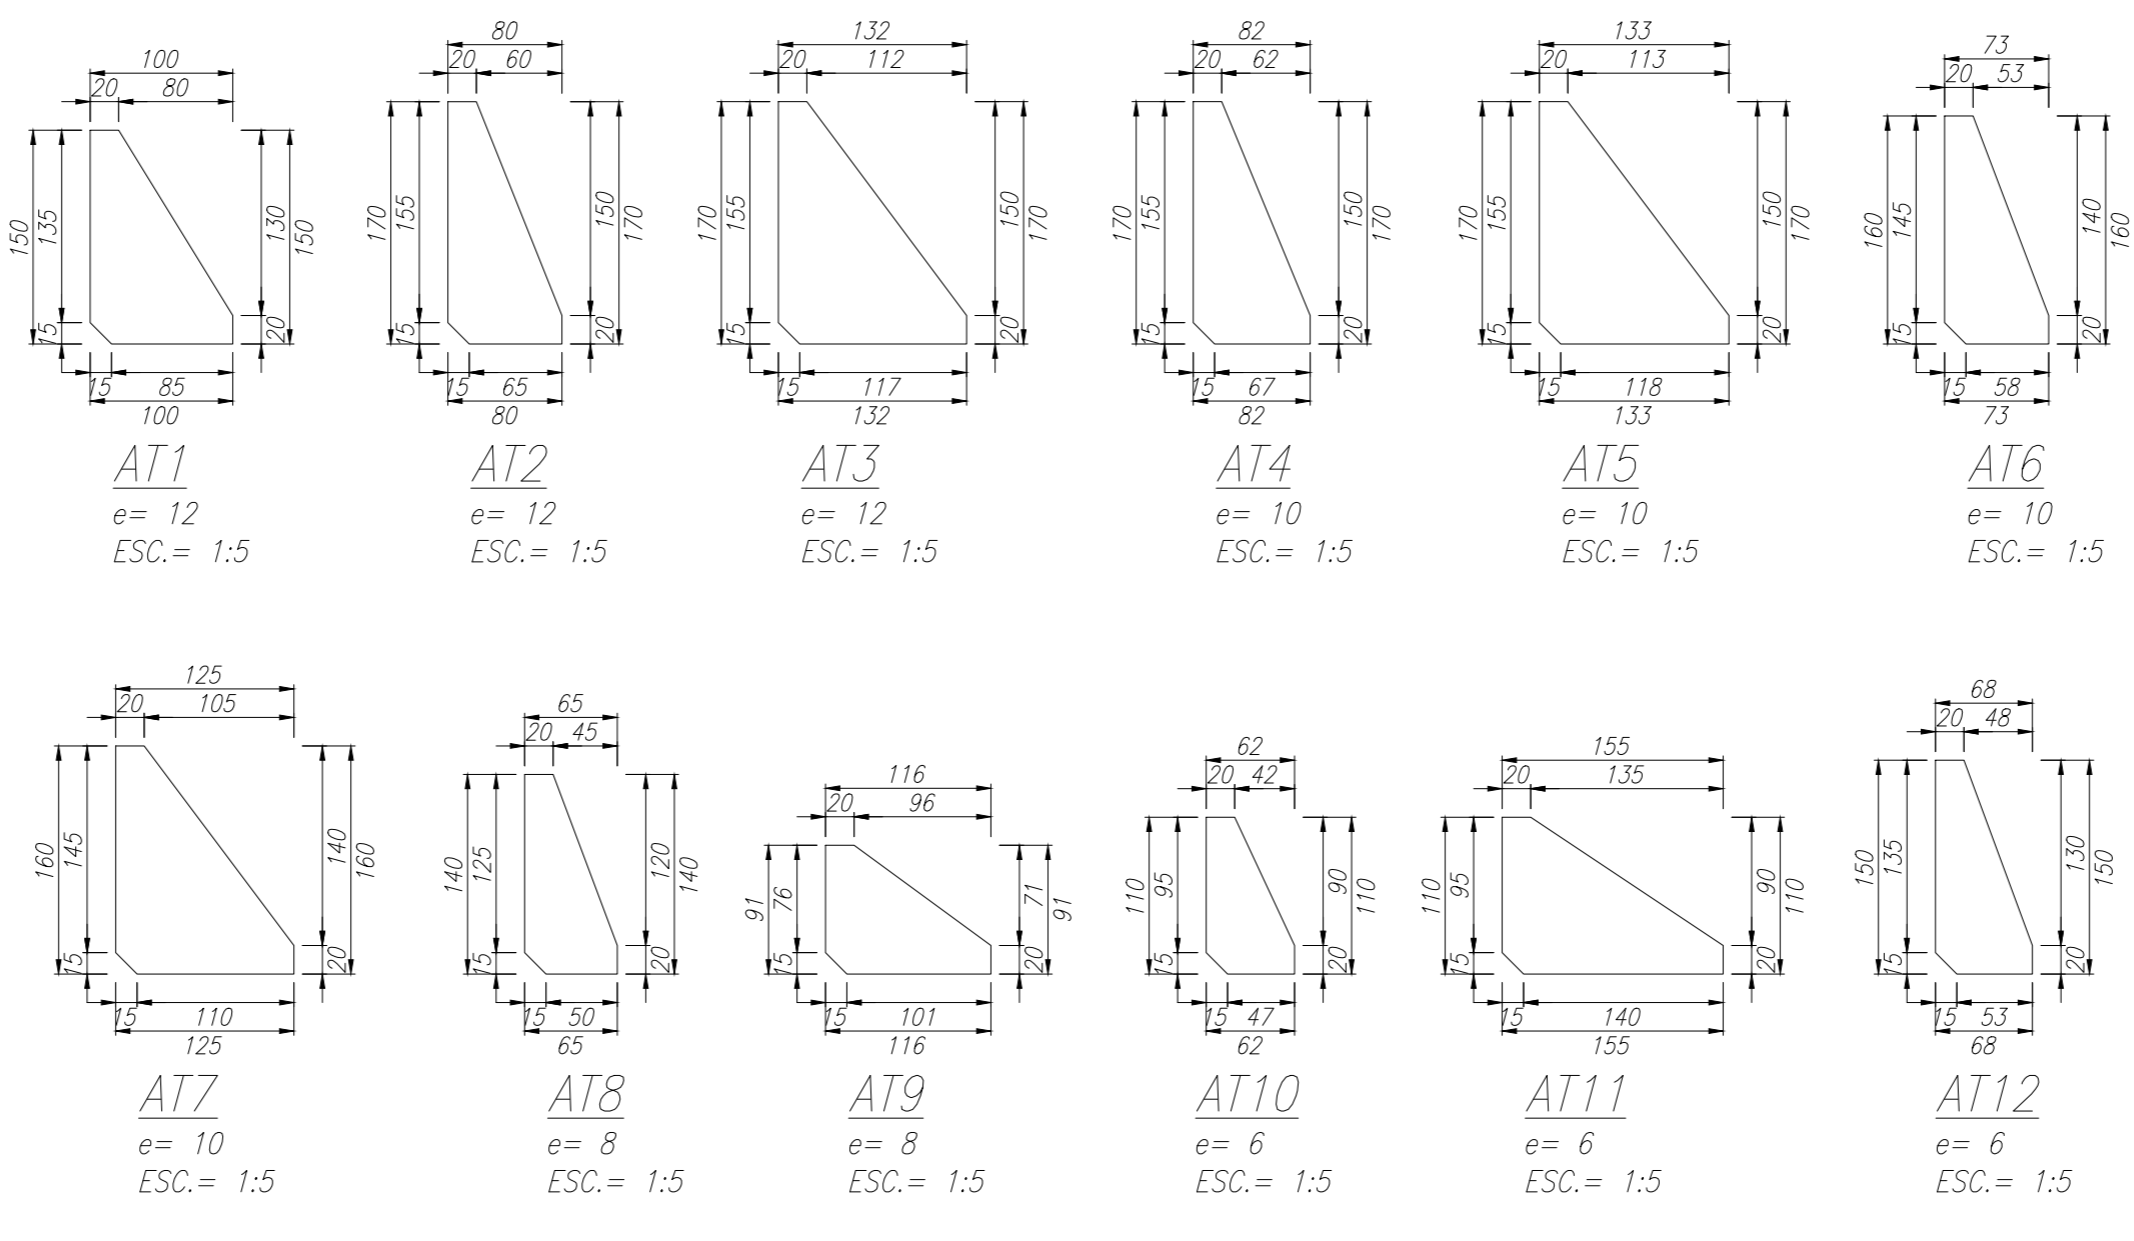 100
20 80
150 135 15
130 150 20
15 85
100
AT1
e= 12
ESC.= 1:5
80
20 60
170 155 15
150 170 20
15 65
80
AT2
e= 12
ESC.= 1:5
132
20 112
170 155 15
150 170 20
15 117
132
AT3
e= 12
ESC.= 1:5
82
20 62
170 155 15
150 170 20
15 67
82
AT4
e= 10
ESC.= 1:5
133
20 113
170 155 15
150 170 20
15 118
133
AT5
e= 10
ESC.= 1:5
73
20 53
160 145 15
140 160 20
15 58
73
AT6
e= 10
ESC.= 1:5
125
20 105
160 145 15
140 160 20
15 110
125
AT7
e= 10
ESC.= 1:5
65
20 45
140 125 15
120 140 20
15 50
65
AT8
e= 8
ESC.= 1:5
116
20 96
91 76 15
71 91 20
15 101
116
AT9
e= 8
ESC.= 1:5
62
20 42
110 95 15
90 110 20
15 47
62
AT10
e= 6
ESC.= 1:5
155
20 135
110 95 15
90 110 20
15 140
155
AT11
e= 6
ESC.= 1:5
68
20 48
150 135 15
130 150 20
15 53
68
AT12
e= 6
ESC.= 1:5